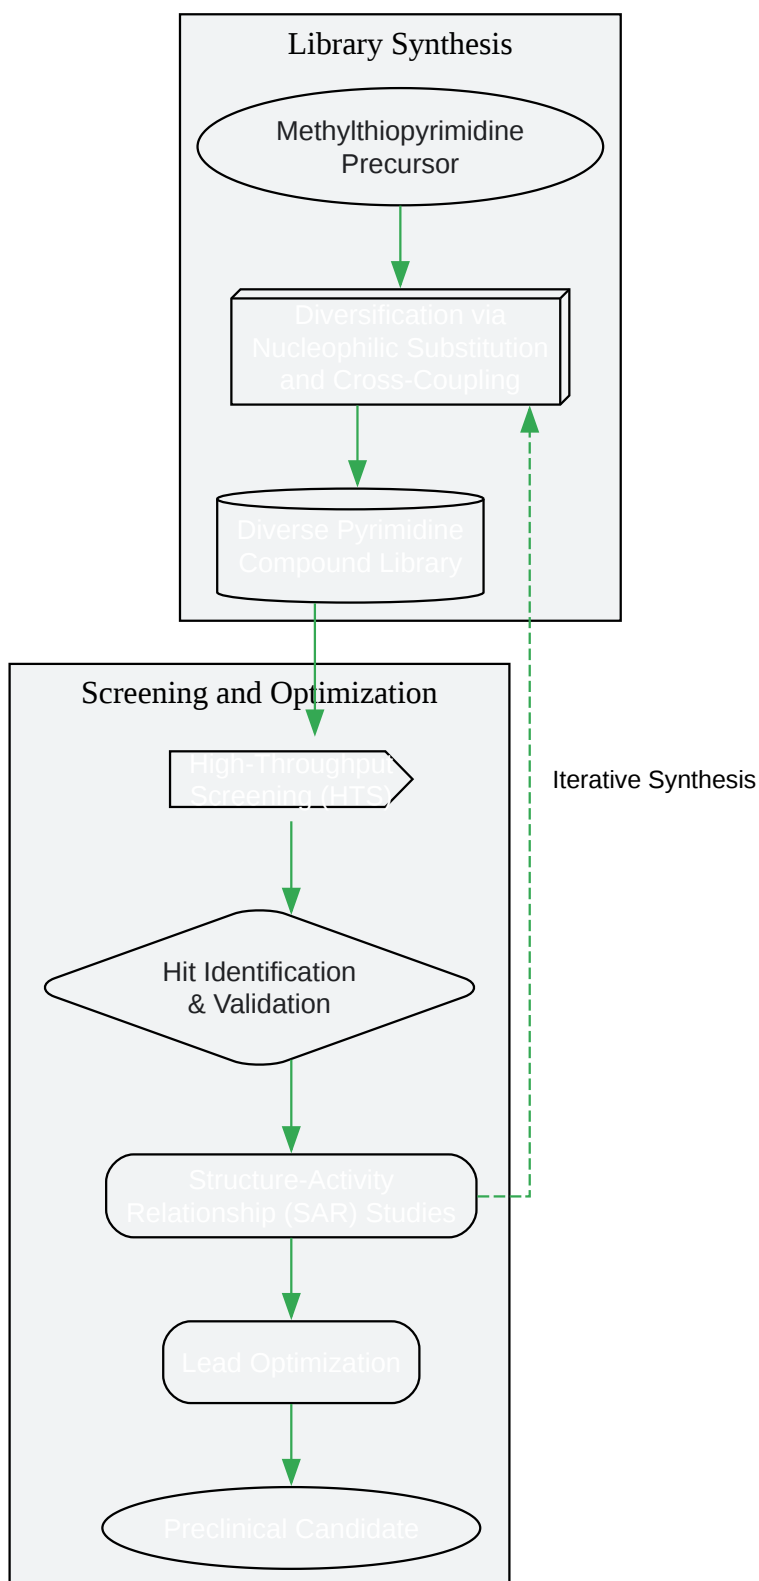 Library Synthesis
Methylthiopyrimidine
Precursor
Diversification via
Nucleophilic Substitution
and Cross-Coupling
Diverse Pyrimidine
Compound Library
Screening and Optimization
High-Throughput
Screening (HTS)
Iterative Synthesis
Hit Identification
& Validation
Structure-Activity
Relationship (SAR) Studies
Lead Optimization
Preclinical Candidate